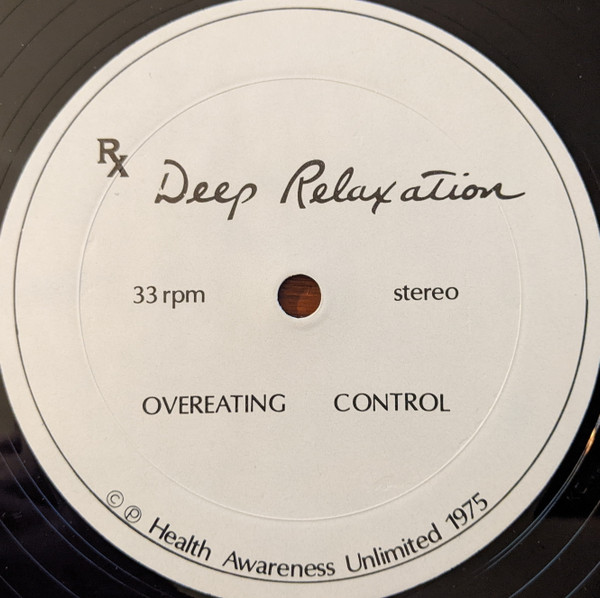 Rx Deep Relaxation
33 rpm stereo
OVEREATING CONTROL
©℗ Health Awareness Unlimited 1975